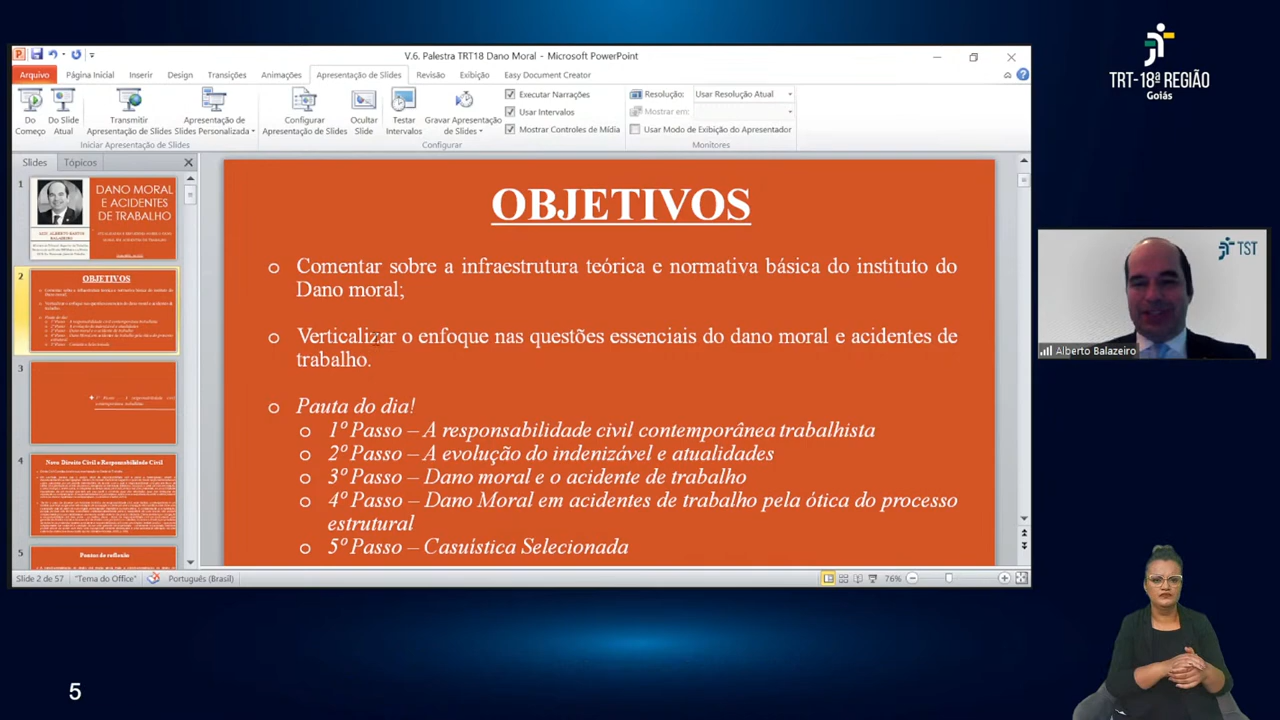 V.6. Palestra TRT18 Dano Moral - Microsoft PowerPoint
Arquivo
Página Inicial
Inserir
Design
Transições
Animações
Apresentação de Slides
Revisão
Exibição
Easy Document Creator
Do Começo
Do Slide Atual
Transmitir Apresentação de Slides
Apresentação de Slides Personalizada
Iniciar Apresentação de Slides
Configurar Apresentação de Slides
Ocultar Slide
Testar Intervalos
Gravar Apresentação de Slides
Executar Narrações
Usar Intervalos
Mostrar Controles de Mídia
Configurar
Resolução:
Usar Resolução Atual
Mostrar em:
Usar Modo de Exibição do Apresentador
Monitores
Slides
Tópicos
1
DANO MORAL
E ACIDENTES
DE TRABALHO
2
OBJETIVOS
3
4
Novo Direito Civil e Responsabilidade Civil
5
Pontos de reflexão
OBJETIVOS
Comentar sobre a infraestrutura teórica e normativa básica do instituto do
Dano moral;
Verticalizar o enfoque nas questões essenciais do dano moral e acidentes de
trabalho.
Pauta do dia!
1º Passo – A responsabilidade civil contemporânea trabalhista
2º Passo – A evolução do indenizável e atualidades
3º Passo – Dano moral e o acidente de trabalho
4º Passo – Dano Moral em acidentes de trabalho pela ótica do processo
estrutural
5º Passo – Casuística Selecionada
Slide 2 de 57
"Tema do Office"
Português (Brasil)
76%
TRT-18ª REGIÃO
Goiás
TST
Alberto Balazeiro
5